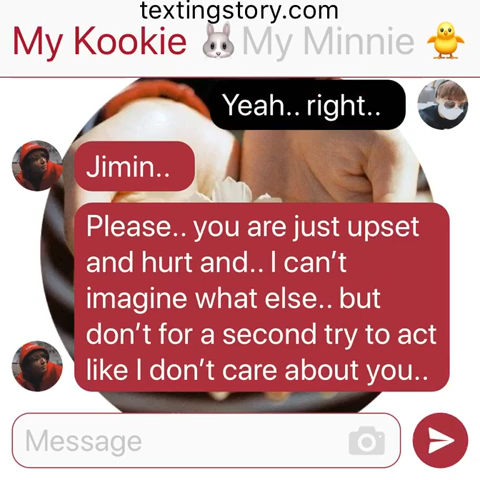 textingstory.com
My Kookie 🐰 My Minnie 🐥
Yeah.. right..
Jimin..
Please.. you are just upset
and hurt and.. I can’t
imagine what else.. but
don’t for a second try to act
like I don’t care about you..
Message